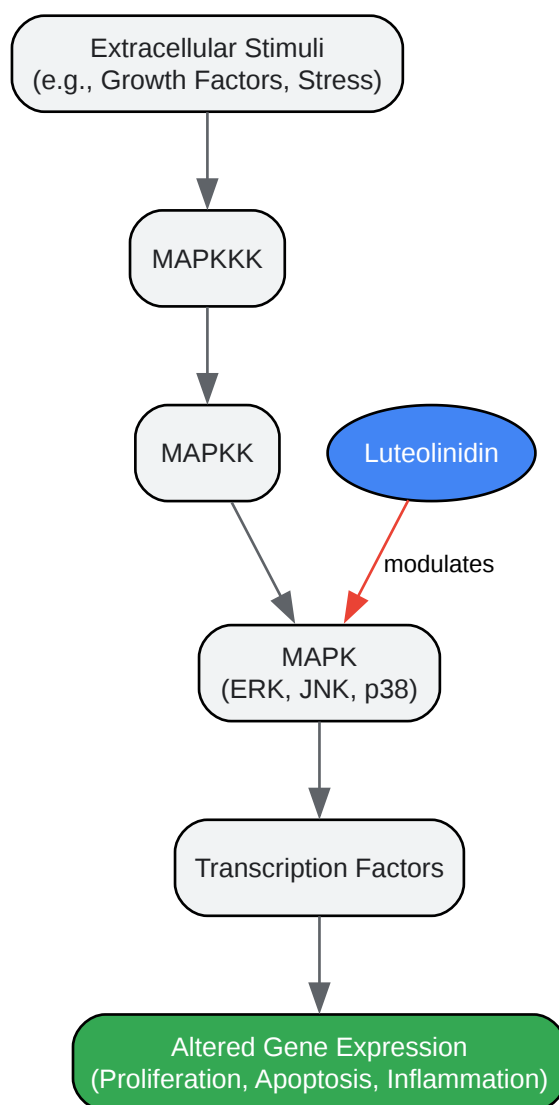 Extracellular Stimuli
(e.g., Growth Factors, Stress)
MAPKKK
MAPKK
Luteolinidin
modulates
MAPK
(ERK, JNK, p38)
Transcription Factors
Altered Gene Expression
(Proliferation, Apoptosis, Inflammation)